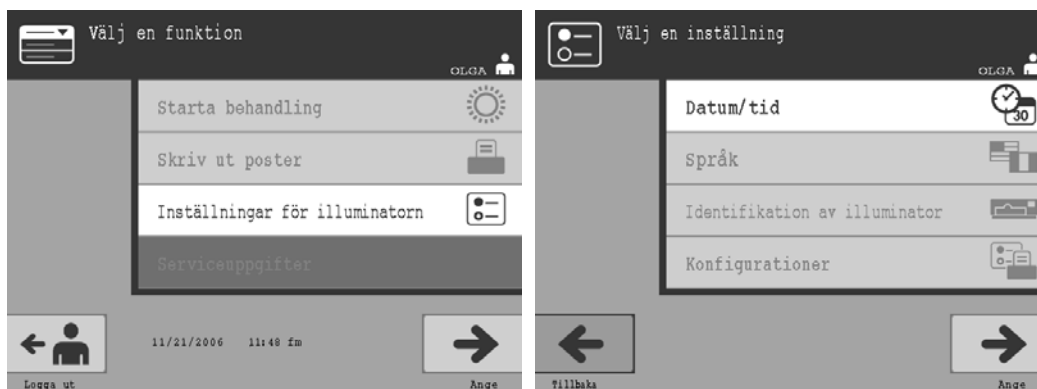 Välj en funktion
OLGA
Starta behandling
Skriv ut poster
Inställningar för illuminatorn
Serviceuppgifter
11/21/2006 11:48 fm
Logga ut
Ange
Välj en inställning
OLGA
Datum/tid
30
Språk
Identifikation av illuminator
Konfigurationer
Tillbaka
Ange